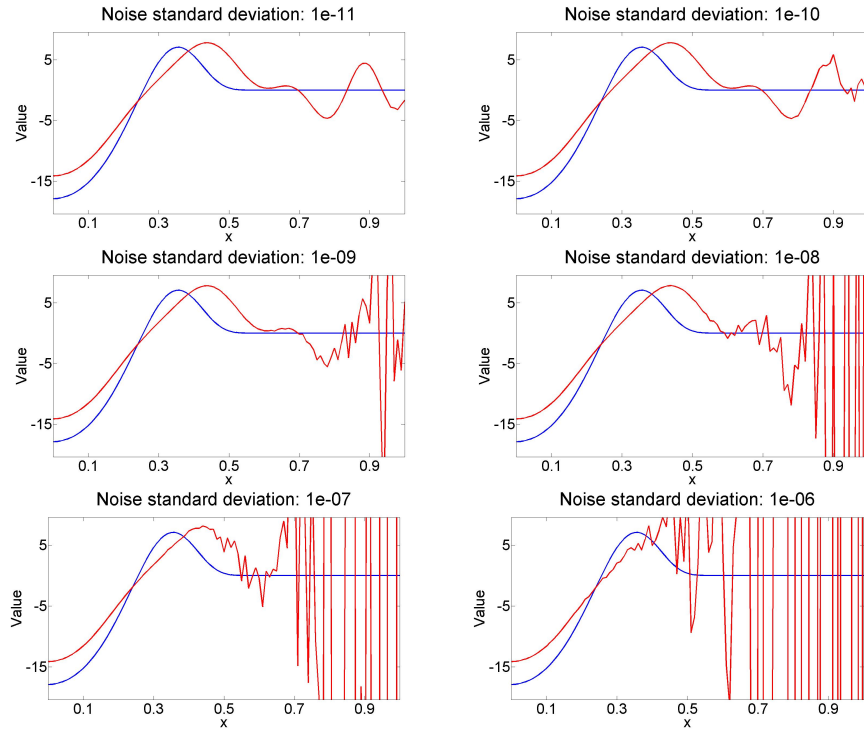 Noise standard deviation: 1e-11
5
-5
-15
Value
0.1 0.3 0.5 0.7 0.9
x
Noise standard deviation: 1e-10
5
-5
-15
Value
0.1 0.3 0.5 0.7 0.9
x
Noise standard deviation: 1e-09
5
-5
-15
Value
0.1 0.3 0.5 0.7 0.9
x
Noise standard deviation: 1e-08
5
-5
-15
Value
0.1 0.3 0.5 0.7 0.9
x
Noise standard deviation: 1e-07
5
-5
-15
Value
0.1 0.3 0.5 0.7 0.9
x
Noise standard deviation: 1e-06
5
-5
-15
Value
0.1 0.3 0.5 0.7 0.9
x